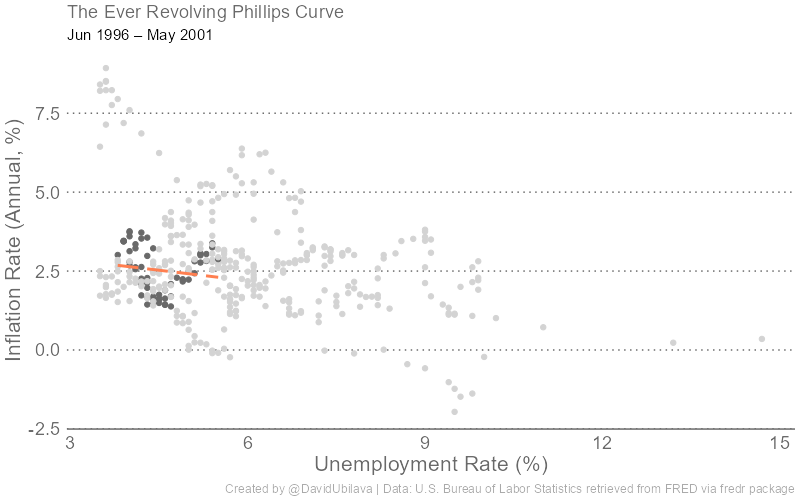 The Ever Revolving Phillips Curve
Jun 1996 – May 2001
Inflation Rate (Annual, %)
7.5
5.0
2.5
0.0
-2.5
3 6 9 12 15
Unemployment Rate (%)
Created by @DavidUbilava | Data: U.S. Bureau of Labor Statistics retrieved from FRED via fredr package